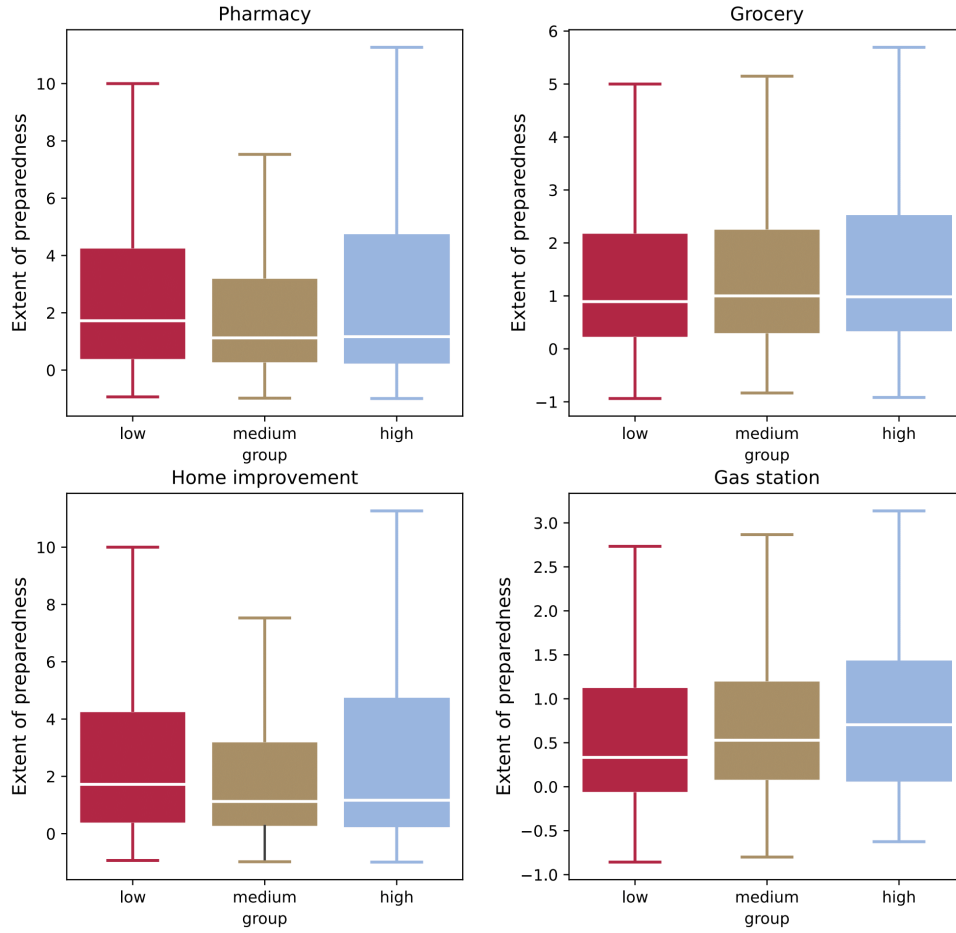 Pharmacy
Extent of preparedness
10
8
6
4
2
0
low
medium
high
group
Grocery
Extent of preparedness
6
5
4
3
2
1
0
−1
low
medium
high
group
Home improvement
Extent of preparedness
10
8
6
4
2
0
low
medium
high
group
Gas station
Extent of preparedness
3.0
2.5
2.0
1.5
1.0
0.5
0.0
−0.5
−1.0
low
medium
high
group